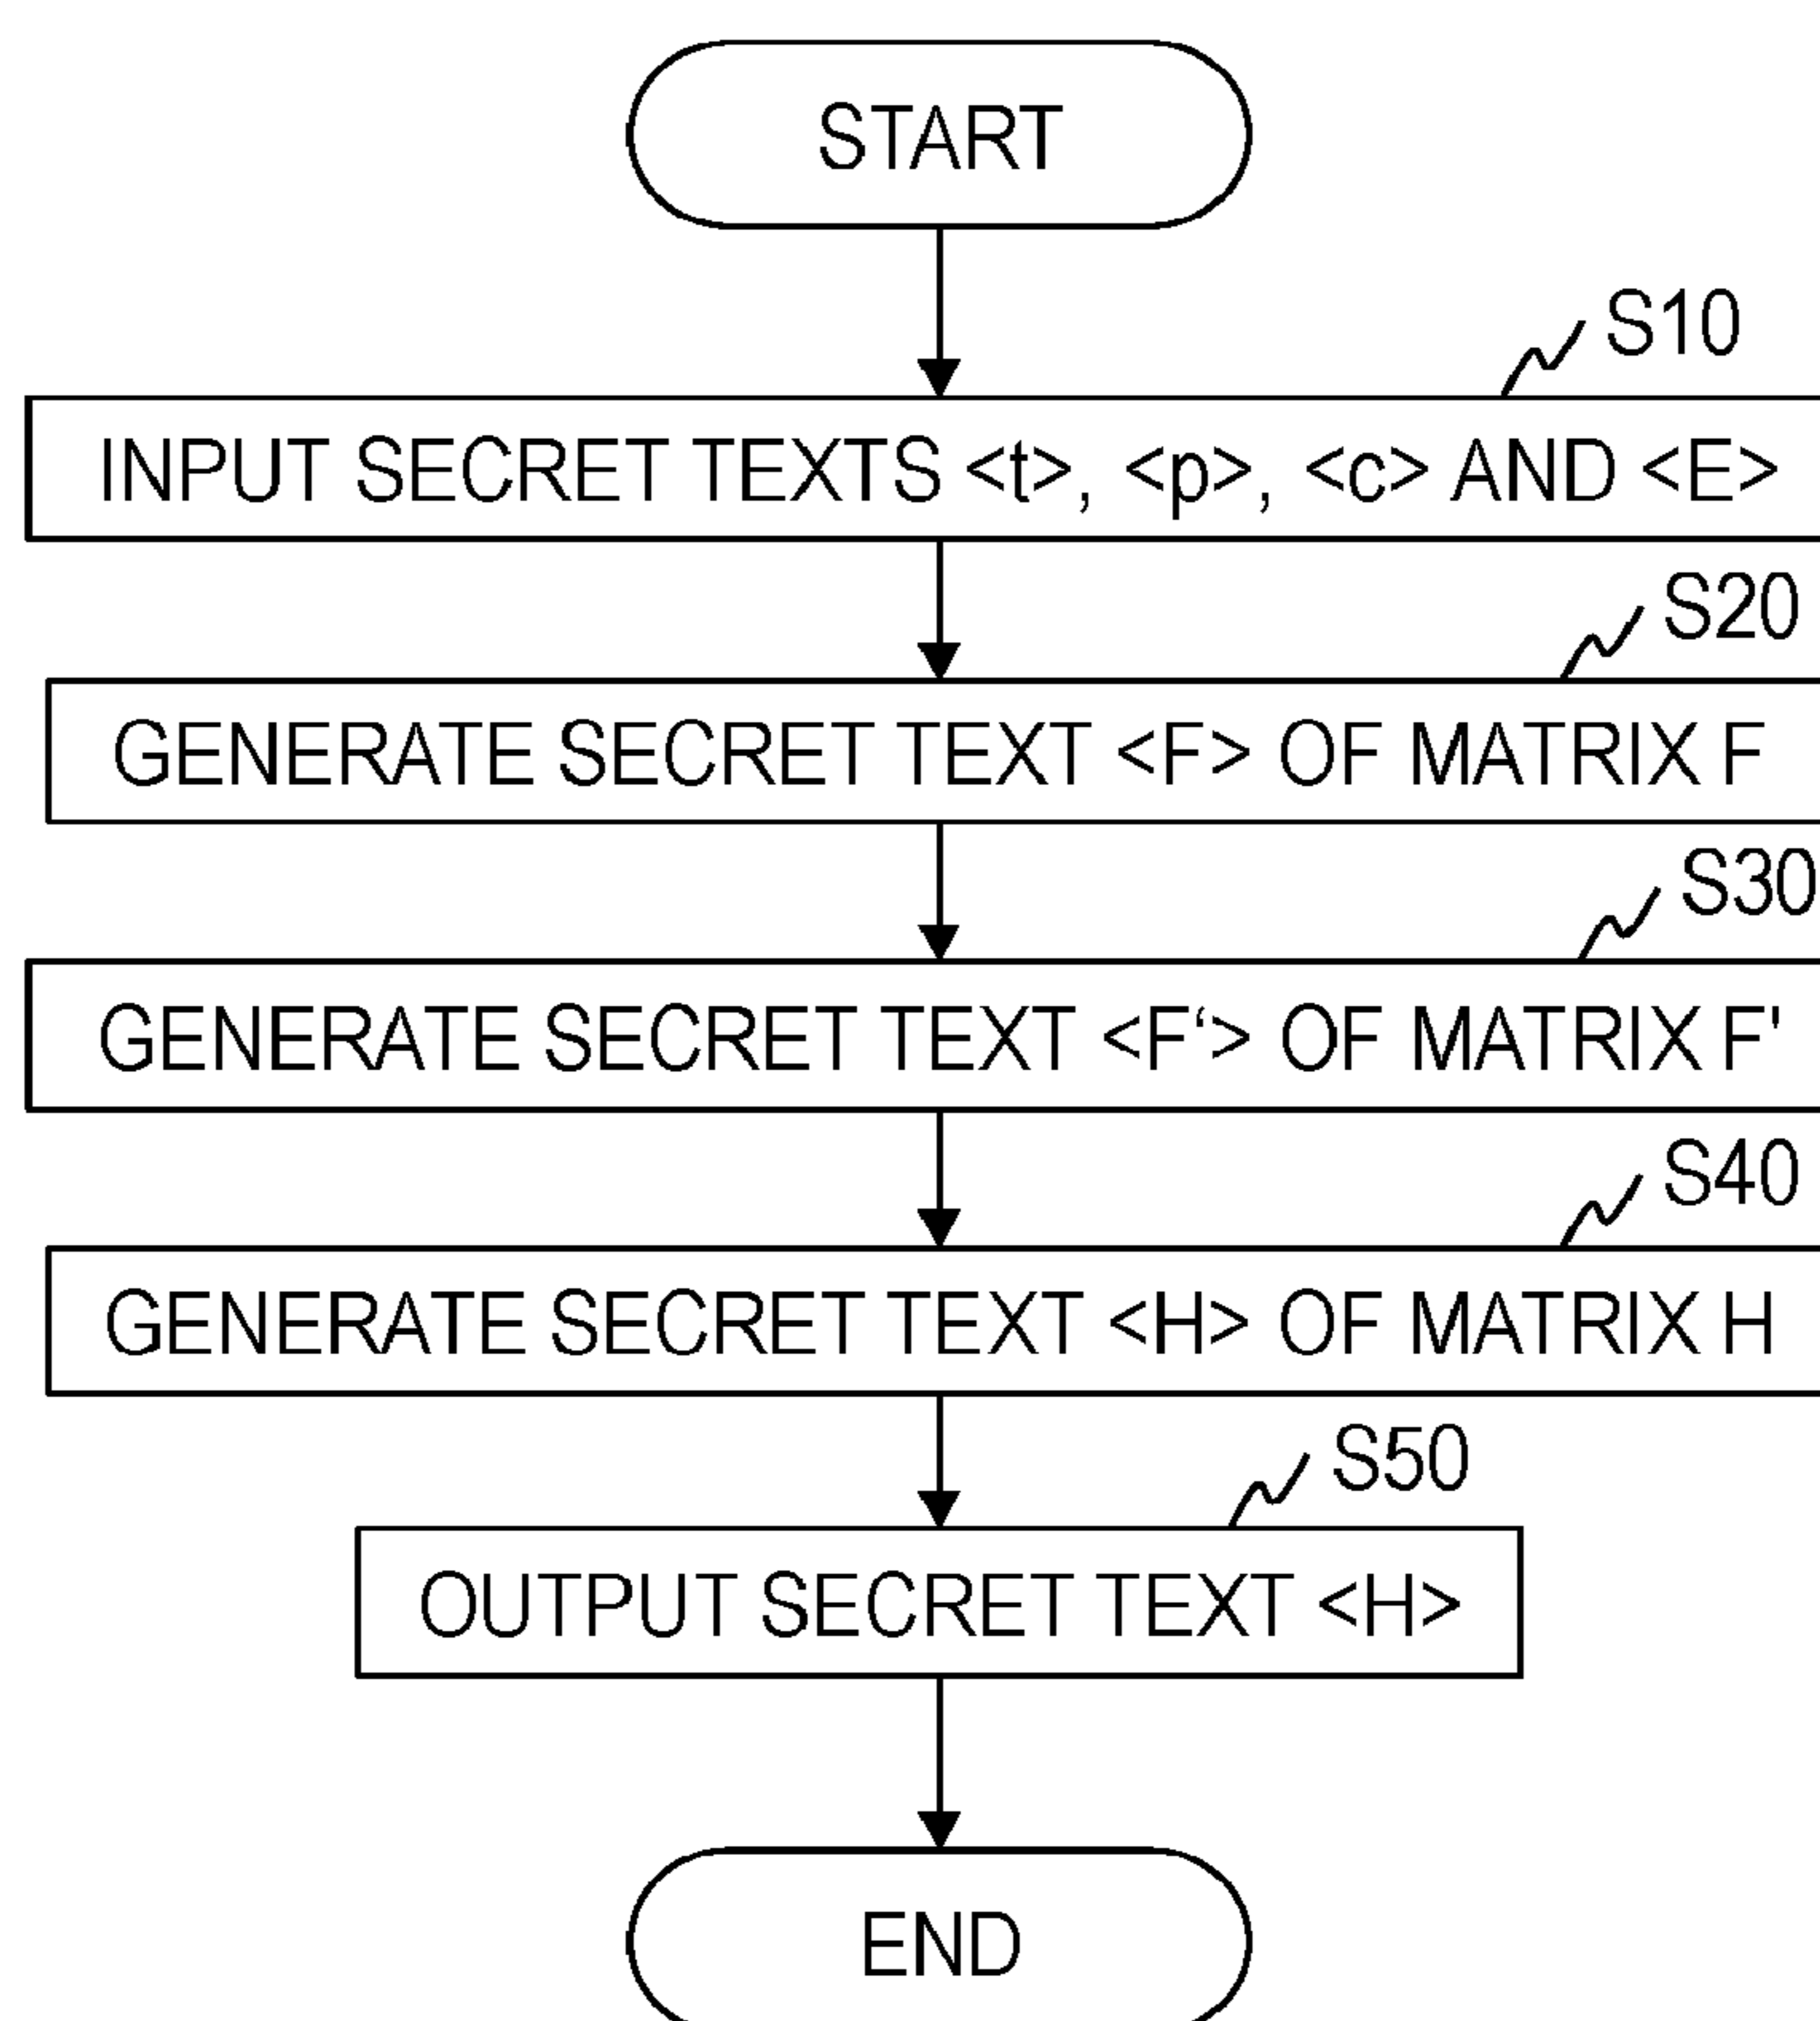 START
S10
INPUT SECRET TEXTS <t>, <p>, <c> AND <E>
S20
GENERATE SECRET TEXT <F> OF MATRIX F
S30
GENERATE SECRET TEXT <F‘> OF MATRIX F'
S40
GENERATE SECRET TEXT <H> OF MATRIX H
S50
OUTPUT SECRET TEXT <H>
END